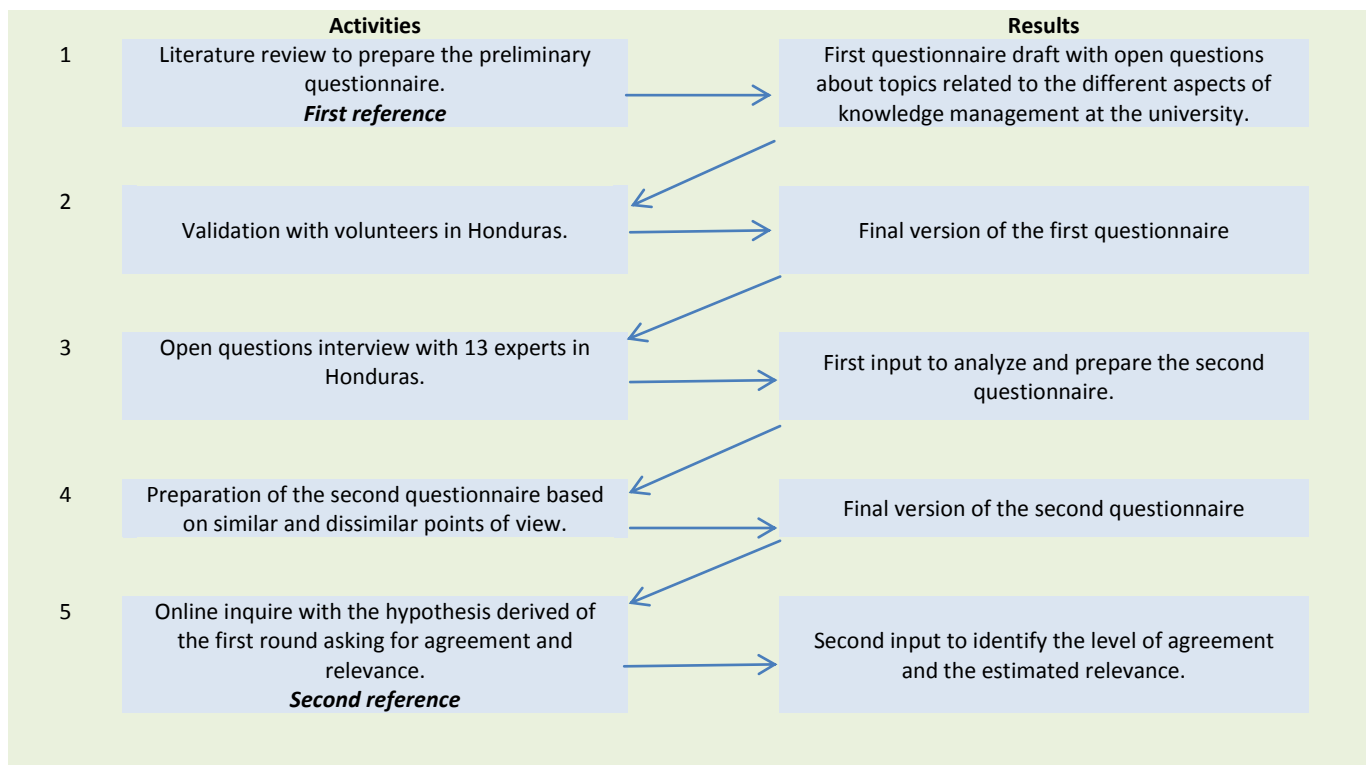 Activities
Results
1
Literature review to prepare the preliminary
questionnaire.
First reference
First questionnaire draft with open questions
about topics related to the different aspects of
knowledge management at the university.
2
Validation with volunteers in Honduras.
Final version of the first questionnaire
3
Open questions interview with 13 experts in
Honduras.
First input to analyze and prepare the second
questionnaire.
4
Preparation of the second questionnaire based
on similar and dissimilar points of view.
Final version of the second questionnaire
5
Online inquire with the hypothesis derived of
the first round asking for agreement and
relevance.
Second reference
Second input to identify the level of agreement
and the estimated relevance.